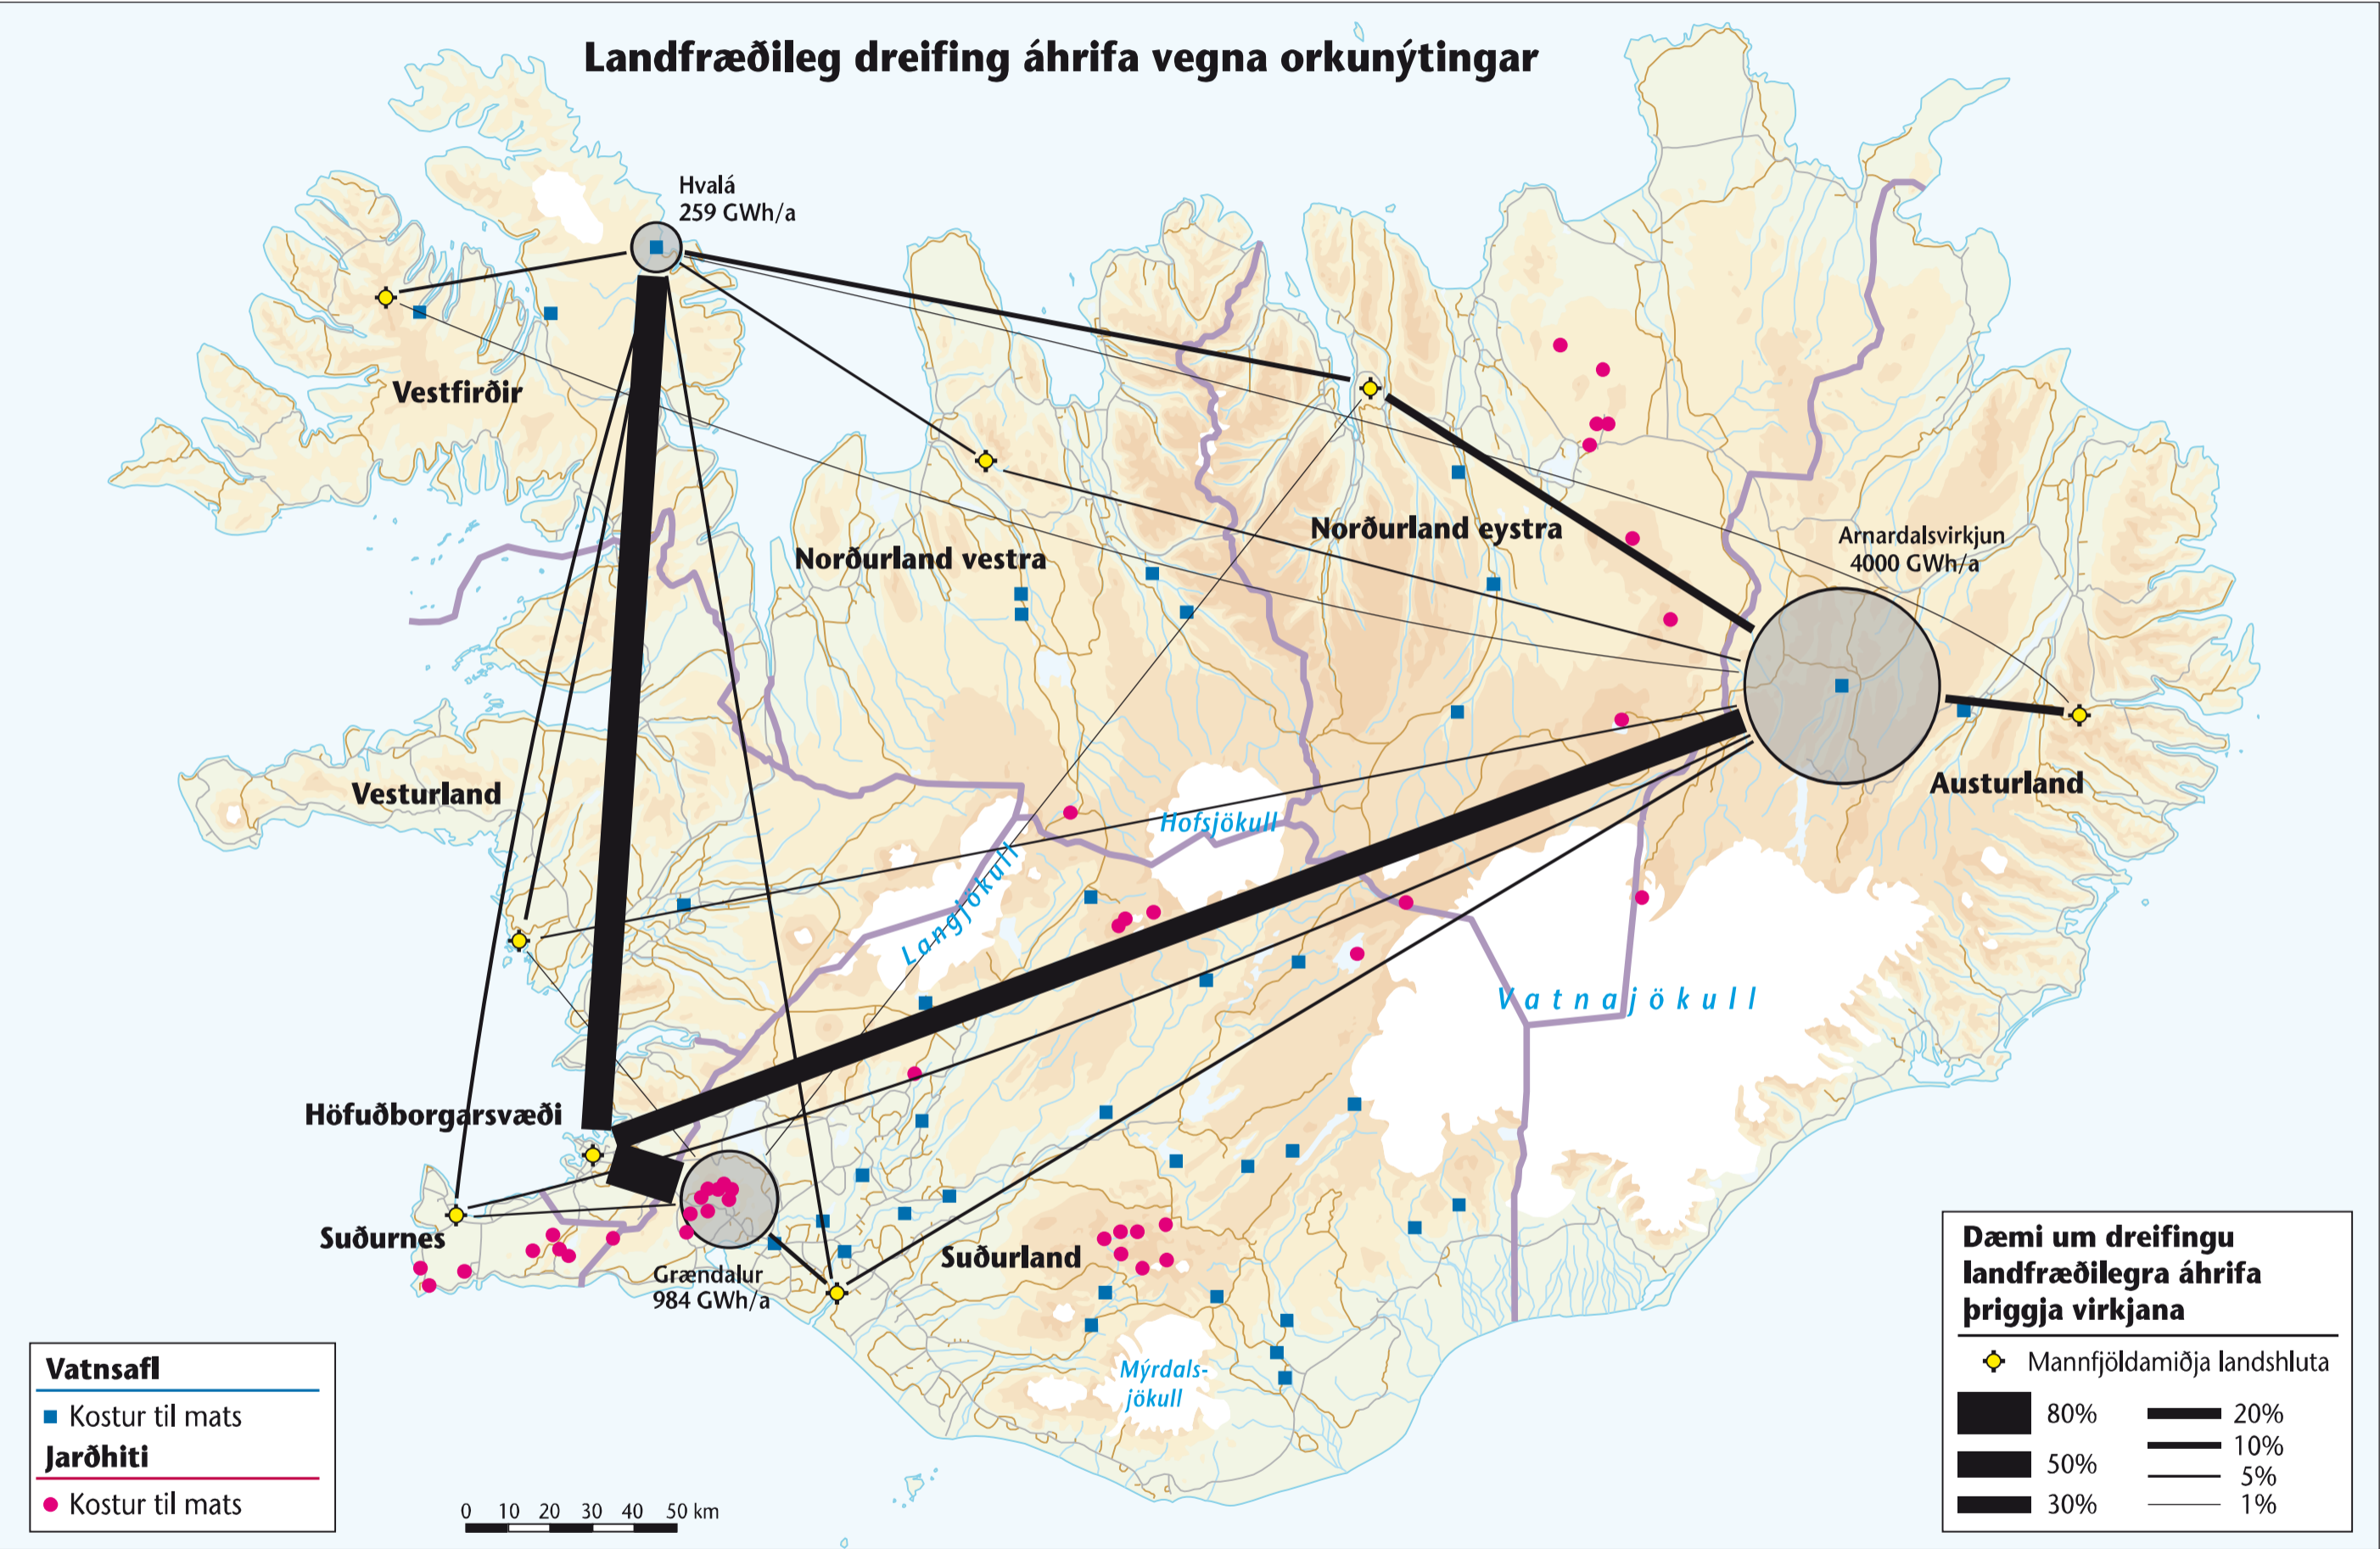 Landfræðileg dreifing áhrifa vegna orkunýtingar
Hvalá
259 GWh/a
Vestfirðir
Norðurland vestra
Norðurland eystra
Arnardalsvirkjun
4000 GWh/a
Vesturland
Austurland
Hofsjökull
Langjökull
Vatnajökull
Höfuðborgarsvæði
Suðurnes
Grændalur
984 GWh/a
Suðurland
Mýrdals-
jökull
Vatnsafl
Kostur til mats
Jarðhiti
Kostur til mats
0 10 20 30 40 50 km
Dæmi um dreifingu
landfræðilegra áhrifa
þriggja virkjana
Mannfjöldamiðja landshluta
80% 20%
10%
50% 5%
30% 1%